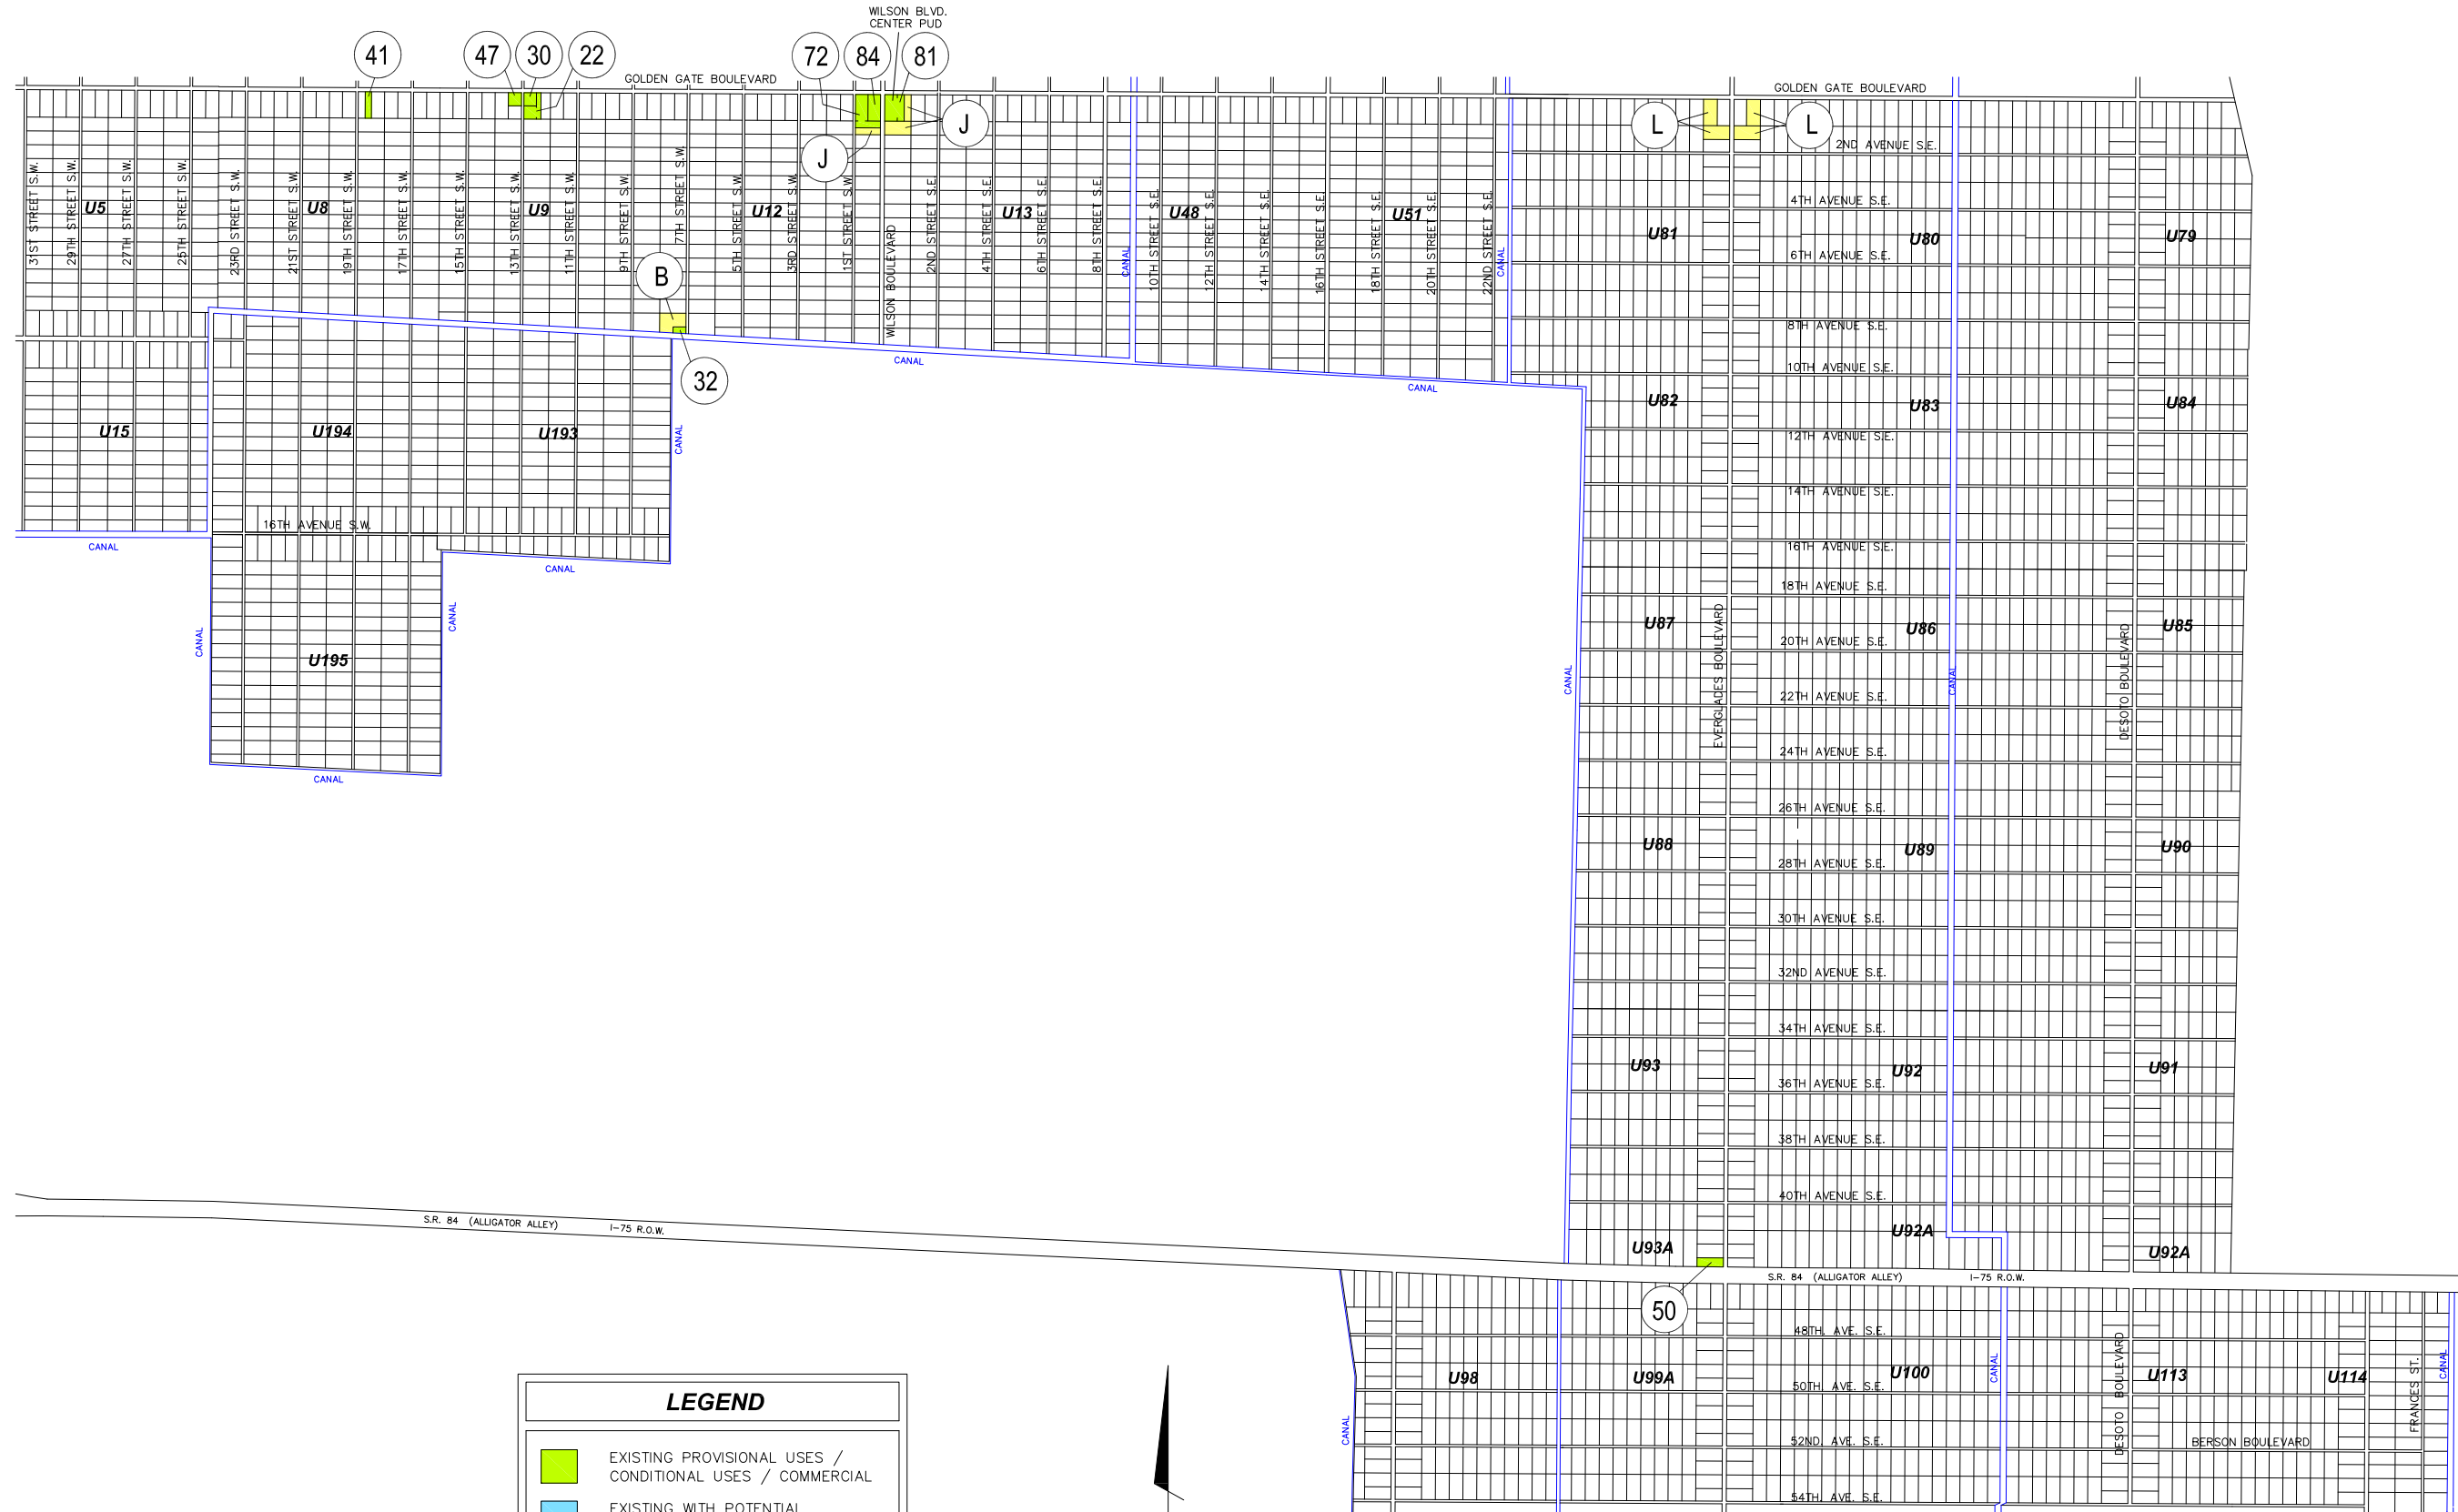 WILSON BLVD.
CENTER PUD
41
47
30
22
72
84
81
GOLDEN GATE BOULEVARD
GOLDEN GATE BOULEVARD
J
J
L
L
2ND AVENUE S.E.
4TH AVENUE S.E.
6TH AVENUE S.E.
8TH AVENUE S.E.
10TH AVENUE S.E.
12TH AVENUE S.E.
14TH AVENUE S.E.
16TH AVENUE S.E.
18TH AVENUE S.E.
20TH AVENUE S.E.
22TH AVENUE S.E.
24TH AVENUE S.E.
26TH AVENUE S.E.
28TH AVENUE S.E.
30TH AVENUE S.E.
32ND AVENUE S.E.
34TH AVENUE S.E.
36TH AVENUE S.E.
38TH AVENUE S.E.
40TH AVENUE S.E.
31ST STREET S.W.
29TH STREET S.W.
27TH STREET S.W.
25TH STREET S.W.
23RD STREET S.W.
21ST STREET S.W.
19TH STREET S.W.
17TH STREET S.W.
15TH STREET S.W.
13TH STREET S.W.
11TH STREET S.W.
9TH STREET S.W.
7TH STREET S.W.
5TH STREET S.W.
3RD STREET S.W.
1ST STREET S.W.
WILSON BOULEVARD
2ND STREET S.E.
4TH STREET S.E.
6TH STREET S.E.
8TH STREET S.E.
CANAL
10TH STREET S.E.
12TH STREET S.E.
14TH STREET S.E.
16TH STREET S.E.
18TH STREET S.E.
20TH STREET S.E.
22ND STREET S.E.
CANAL
U5
U8
U9
U12
U13
U48
U51
U81
U80
U79
B
32
CANAL
CANAL
U82
U83
U84
U15
U194
U193
CANAL
16TH AVENUE S.W.
CANAL
CANAL
CANAL
CANAL
U195
CANAL
CANAL
EVERGLADES BOULEVARD
CANAL
DESOTO BOULEVARD
U87
U86
U85
U88
U89
U90
U93
U92
U91
U93A
U92A
U92A
S.R. 84 (ALLIGATOR ALLEY) I-75 R.O.W.
S.R. 84 (ALLIGATOR ALLEY) I-75 R.O.W.
50
48TH. AVE. S.E.
50TH. AVE. S.E.
52ND. AVE. S.E.
54TH. AVE. S.E.
U98
U99A
U100
U113
U114
CANAL
CANAL
DESOTO BOULEVARD
BERSON BOULEVARD
FRANCES ST.
CANAL
LEGEND
EXISTING PROVISIONAL USES /
CONDITIONAL USES / COMMERCIAL
EXISTING WITH POTENTIAL